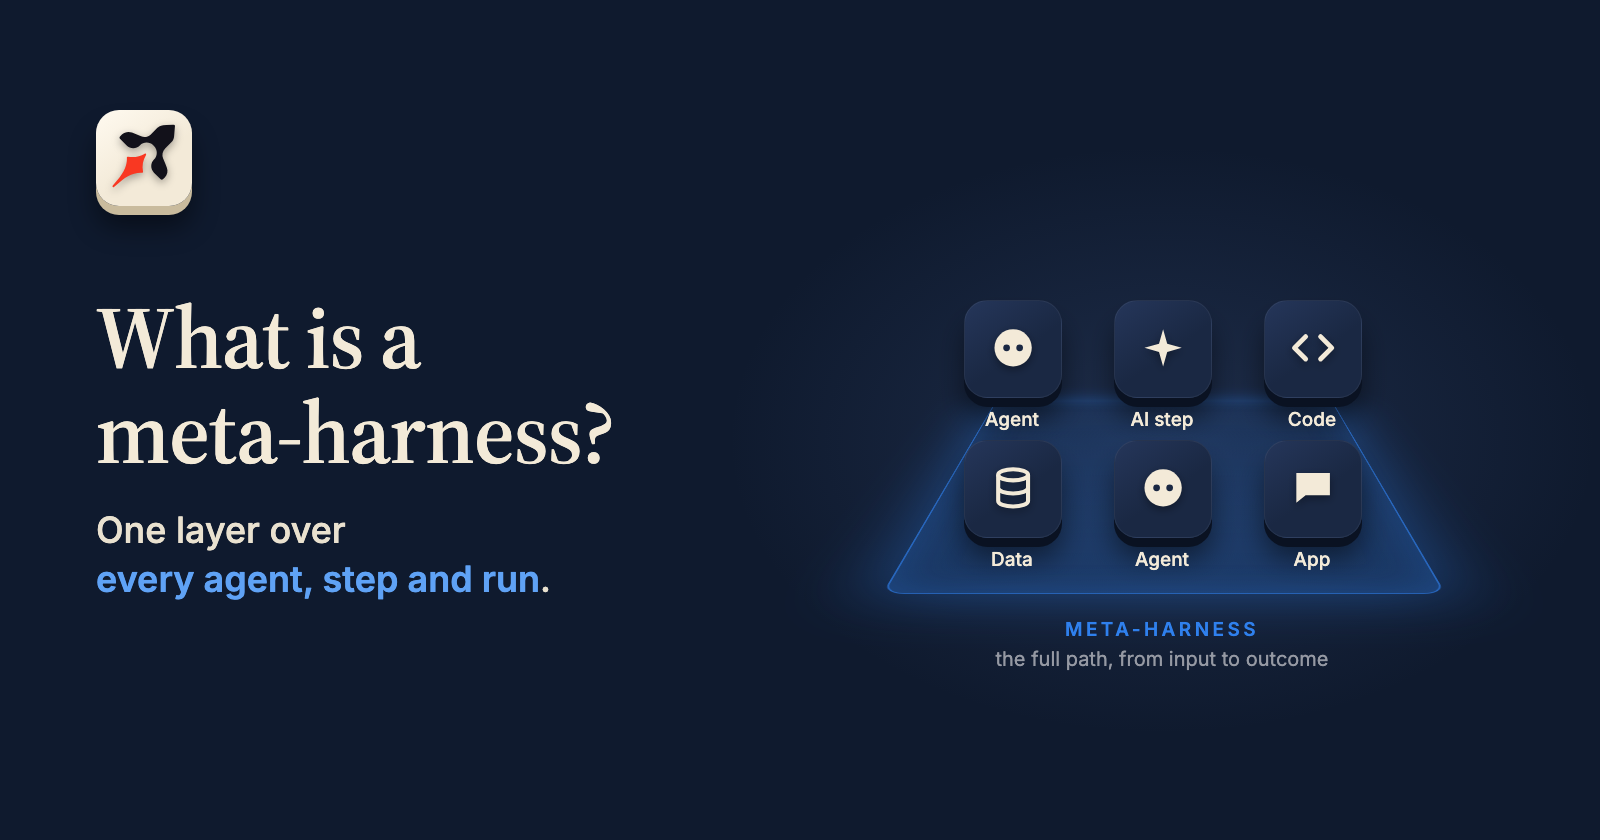 What is a
meta-harness?
One layer over
every agent, step and run.
Agent
AI step
Code
Data
Agent
App
META-HARNESS
the full path, from input to outcome